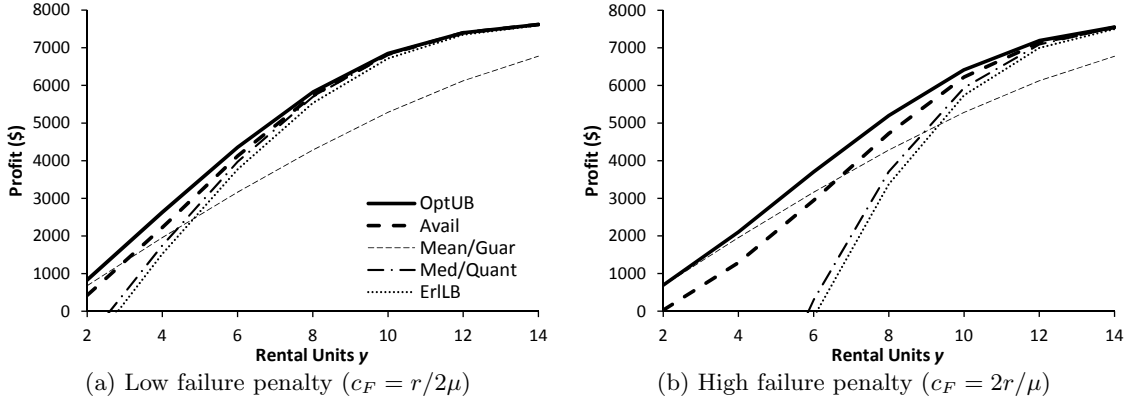 8000
7000
6000
5000
4000
3000
2000
1000
0
Profit ($)
2 4 6 8 10 12 14
Rental Units y
OptUB
Avail
Mean/Guar
Med/Quant
ErlLB
(a) Low failure penalty (c_F = r/2μ)
8000
7000
6000
5000
4000
3000
2000
1000
0
Profit ($)
2 4 6 8 10 12 14
Rental Units y
(b) High failure penalty (c_F = 2r/μ)